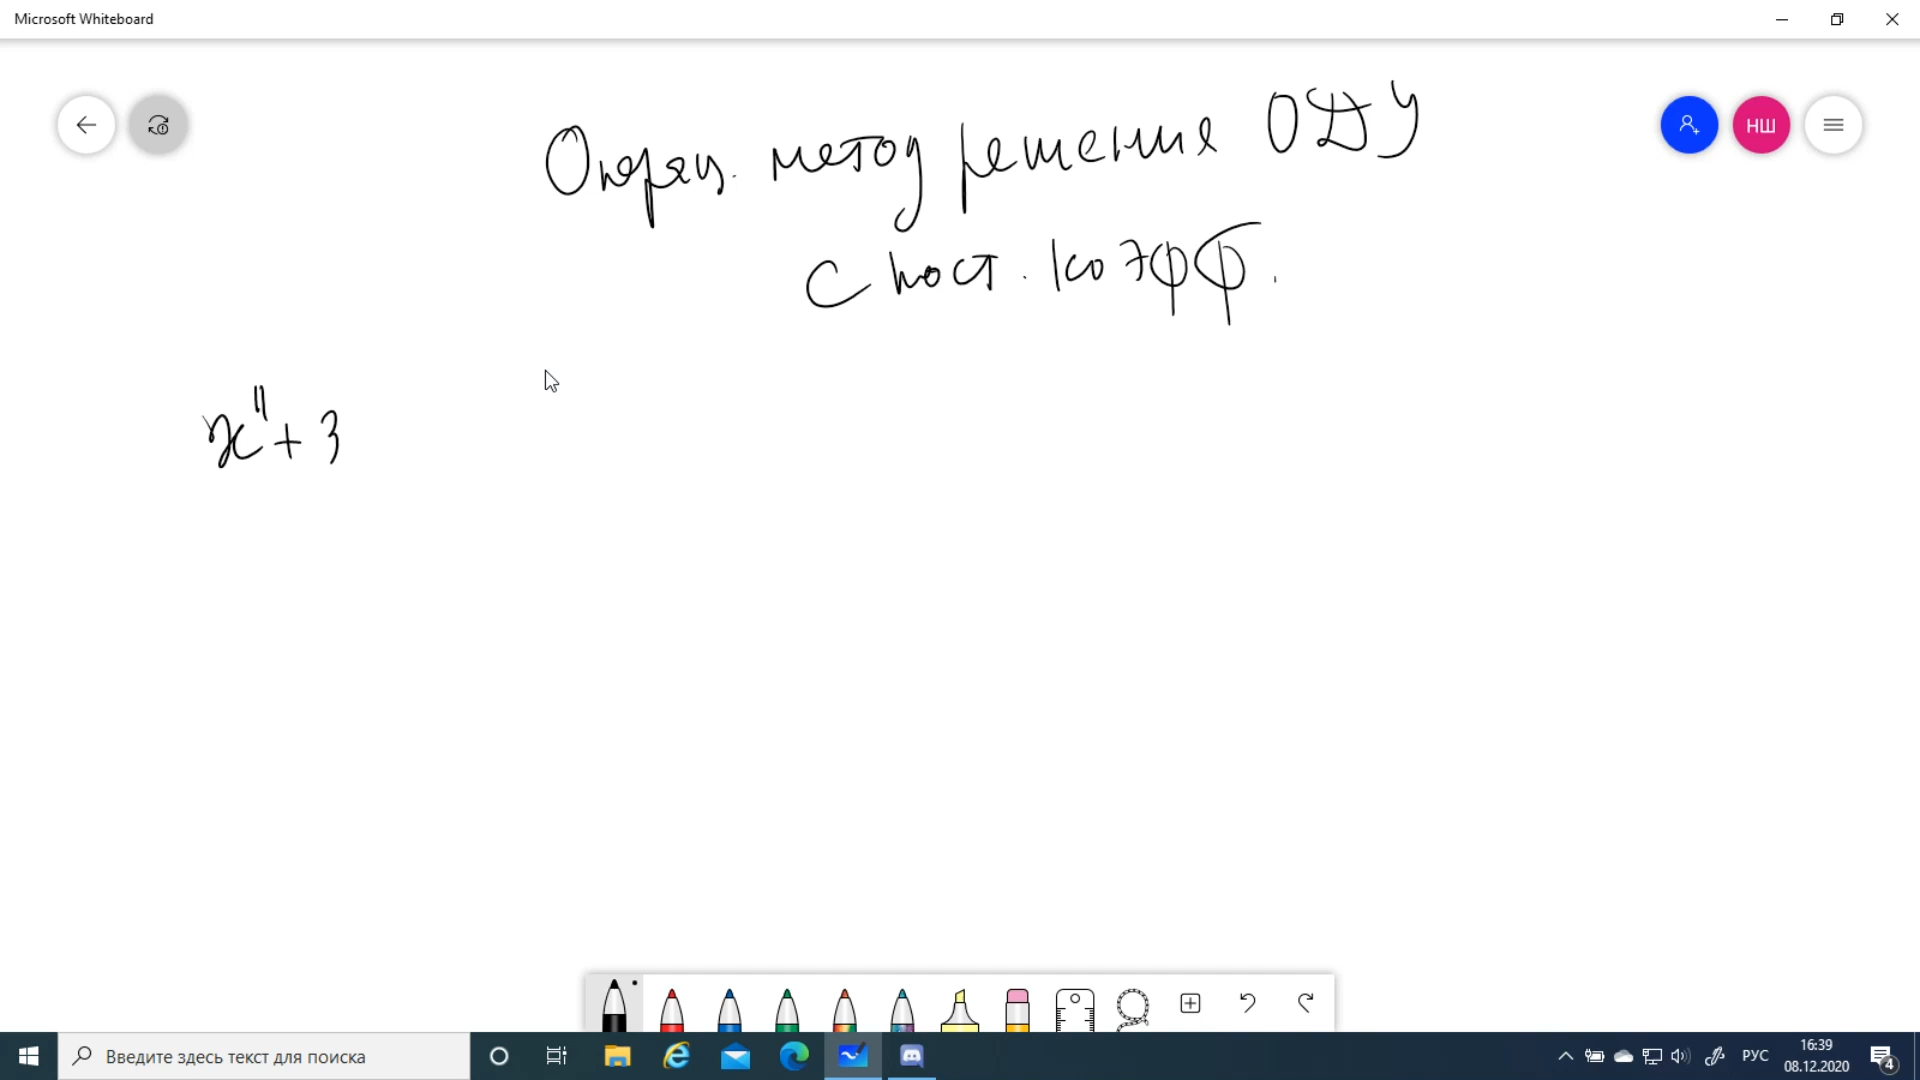 Microsoft Whiteboard
Операц. метод решения ОДУ
НШ
с пост. коэфф.
x'' + 3
Введите здесь текст для поиска
РУС
16:39
08.12.2020
4